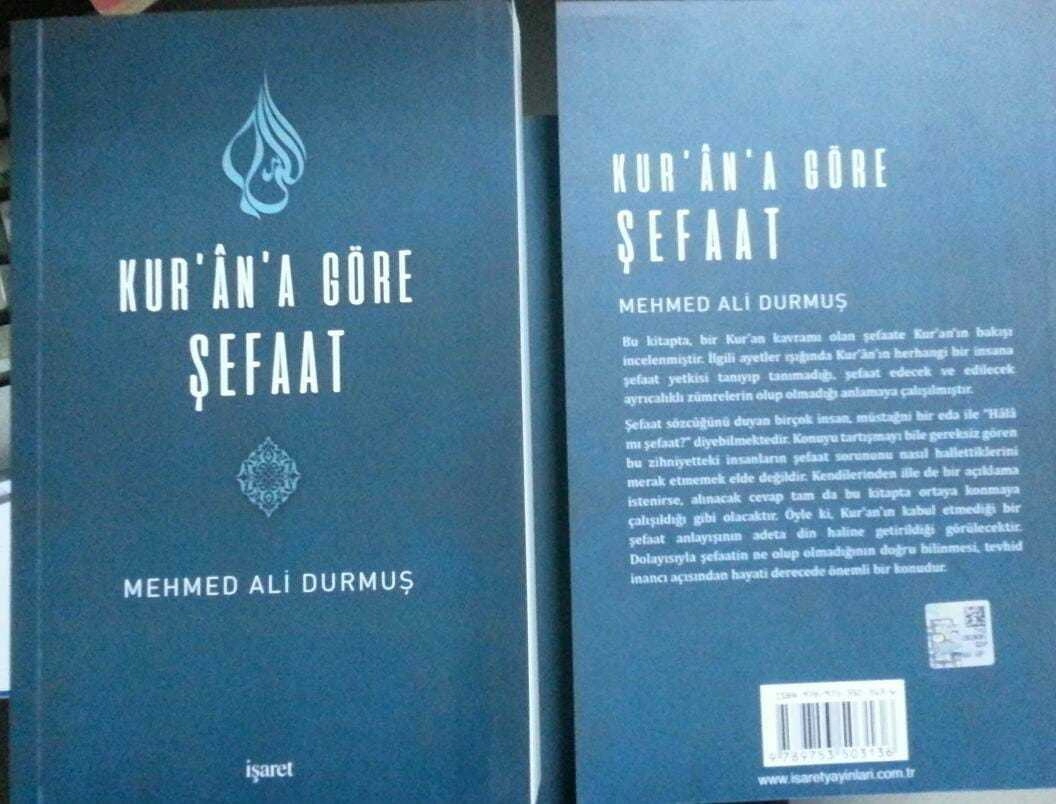 KUR'ÂN'A GÖRE
ŞEFAAT
MEHMED ALİ DURMUŞ
işaret
KUR'ÂN'A GÖRE
ŞEFAAT
MEHMED ALİ DURMUŞ
Bu kitapta, bir Kur'an kavramı olan şefaate Kur'an'ın bakışı
incelenmiştir. İlgili ayetler ışığında Kur'ân'ın herhangi bir insana
şefaat yetkisi tanıyıp tanımadığı, şefaat edecek ve edilecek
ayrıcalıklı zümrelerin olup olmadığı anlamaya çalışılmıştır.
Şefaat sözcüğünü duyan birçok insan, müstağni bir eda ile "Hâlâ
mı şefaat?" diyebilmektedir. Konuyu tartışmayı bile gereksiz gören
bu zihniyetteki insanların şefaat sorununu nasıl hallettiklerini
merak etmemek elde değildir. Kendilerinden ille de bir açıklama
istenirse, alınacak cevap tam da bu kitapta ortaya konmaya
çalışıldığı gibi olacaktır. Öyle ki, Kur'an'ın kabul etmediği bir
şefaat anlayışının adeta din haline getirildiği görülecektir.
Dolayısıyla şefaatin ne olup olmadığının doğru bilinmesi, tevhid
inancı açısından hayati derecede önemli bir konudur.
9 789753 503136
www.isaretyayinlari.com.tr